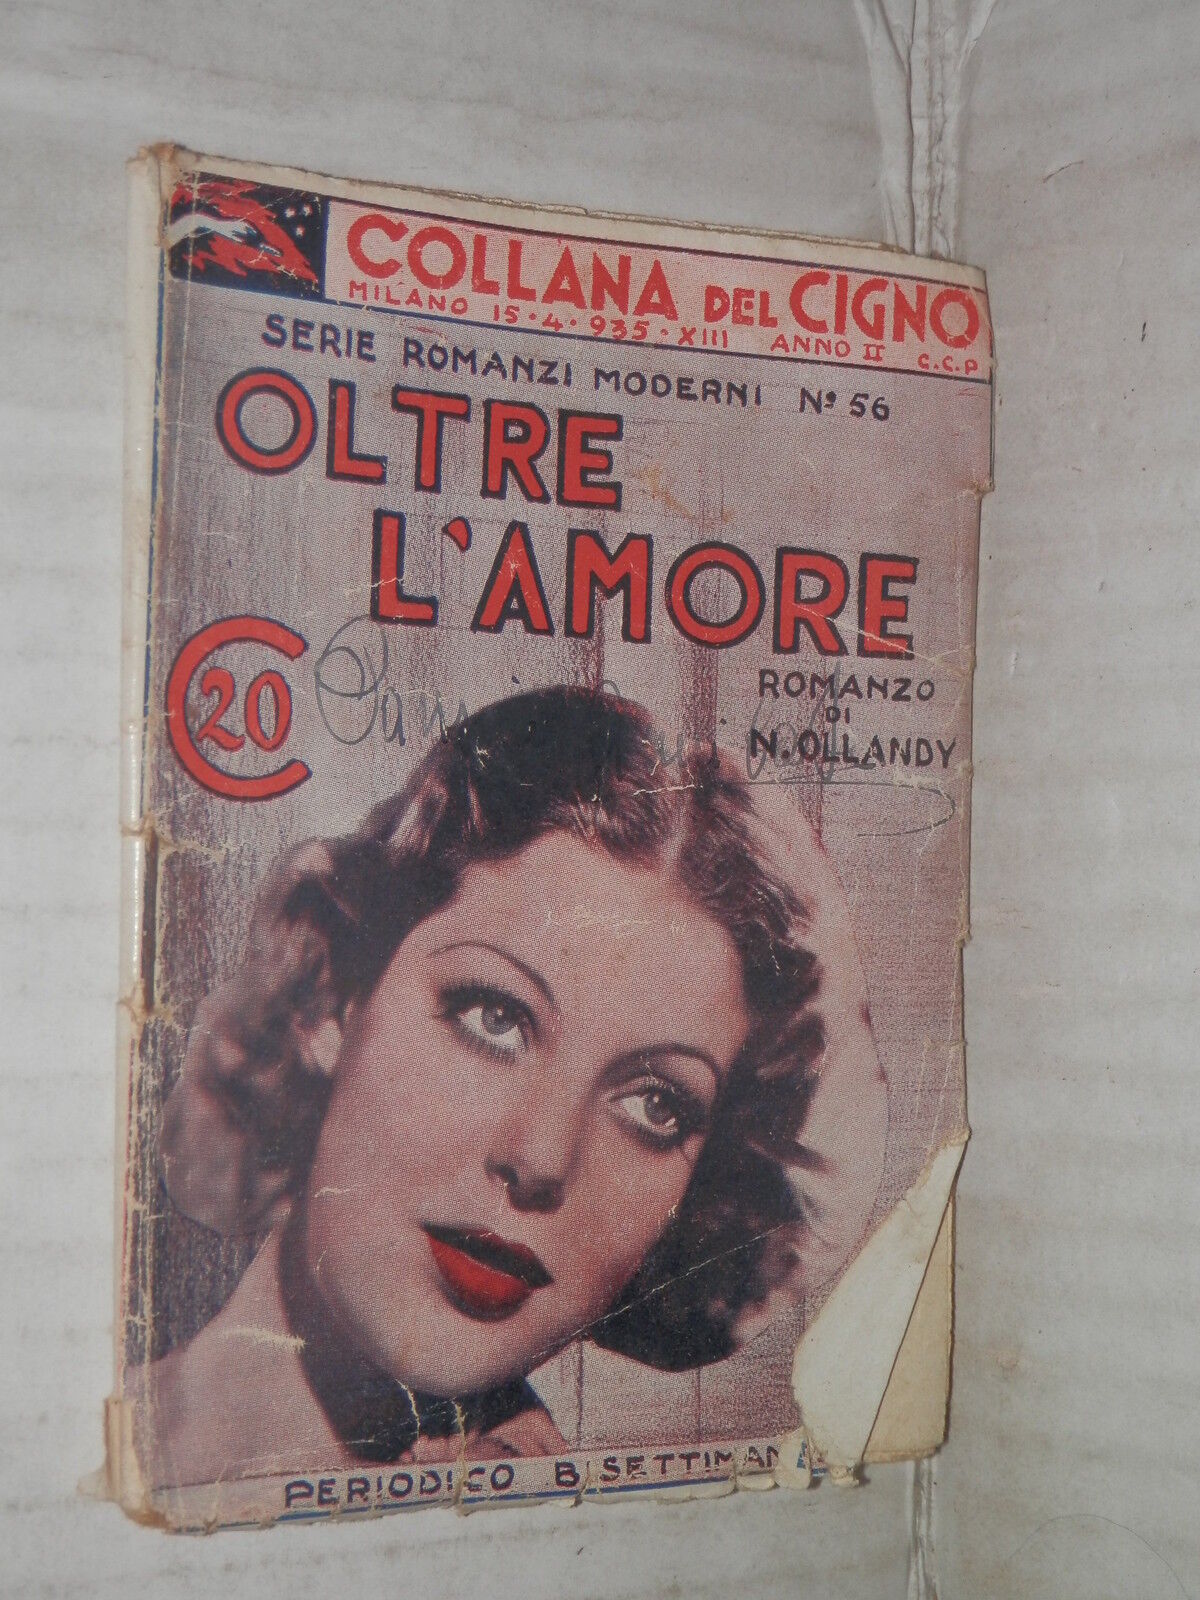 COLLANA DEL CIGNO
MILANO 15·4·935·XIII ANNO II C.C.P
SERIE ROMANZI MODERNI Nº 56
OLTRE
L'AMORE
C 20
ROMANZO
DI
N. OLLANDY
PERIODICO BISETTIMANALE